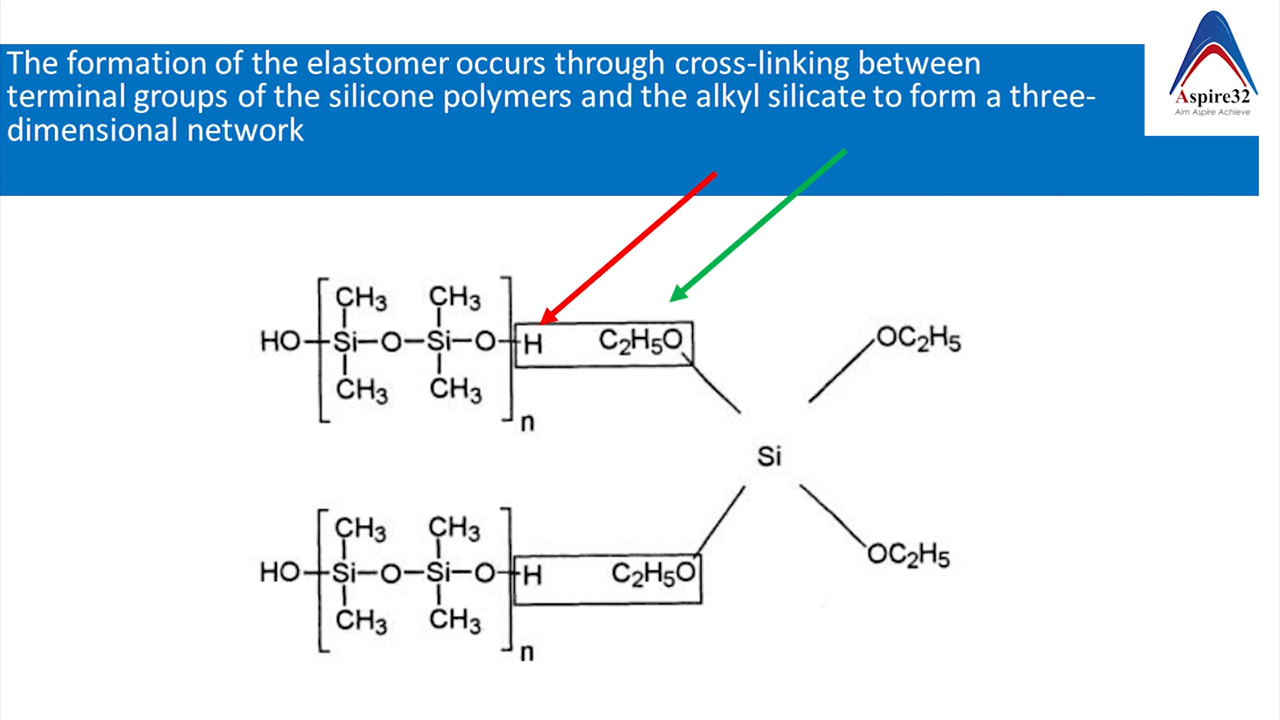 The formation of the elastomer occurs through cross-linking between
terminal groups of the silicone polymers and the alkyl silicate to form a three-
dimensional network
Aspire32
Aim Aspire Achieve
CH3 CH3
HO Si O Si O H C2H5O OC2H5
CH3 CH3
n
Si
CH3 CH3
HO Si O Si O H C2H5O OC2H5
CH3 CH3
n